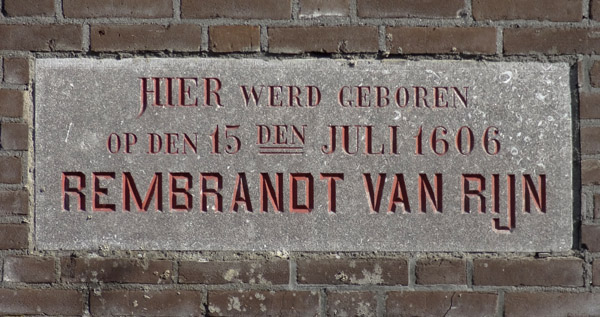 HIER WERD GEBOREN
OP DEN 15 DEN JULI 1606
REMBRANDT VAN RIJN